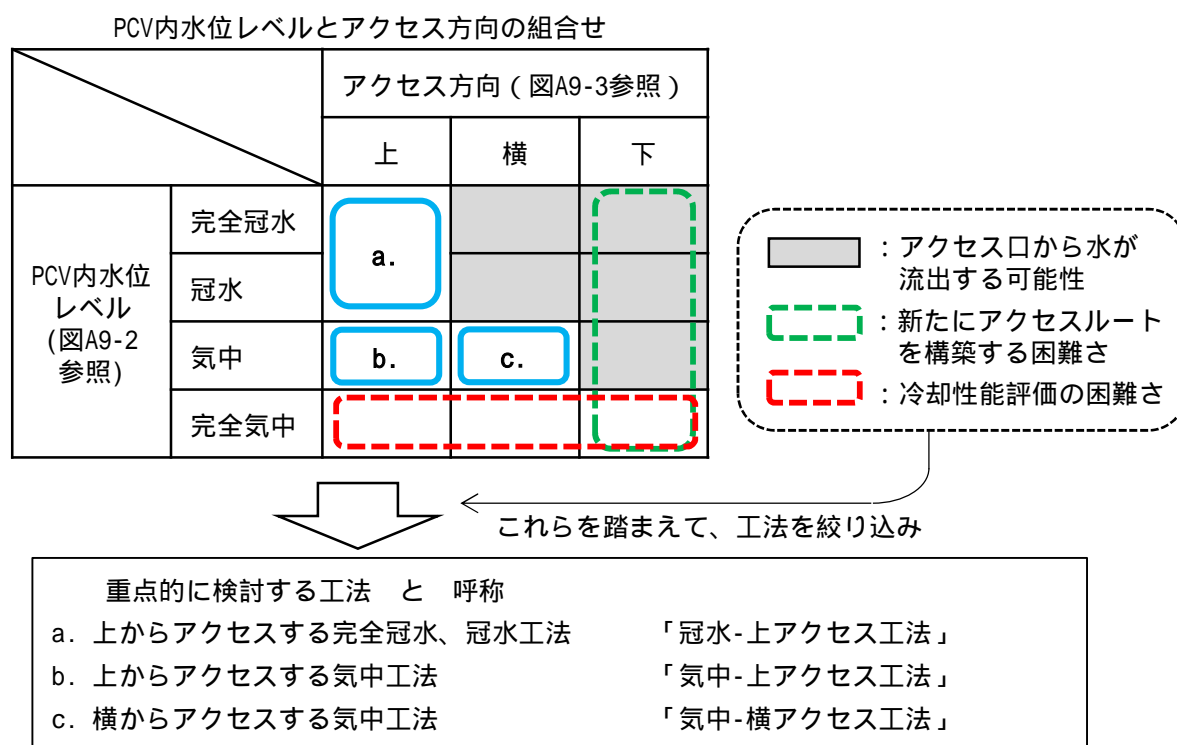 PCV内水位レベルとアクセス方向の組合せ
アクセス方向(図A9-3参照)
上
横
下
PCV内水位
レベル
(図A9-2
参照)
完全冠水
冠水
気中
完全気中
a.
b.
c.
:アクセス口から水が
流出する可能性
:新たにアクセスルート
を構築する困難さ
:冷却性能評価の困難さ
これらを踏まえて、工法を絞り込み
重点的に検討する工法 と 呼称
a. 上からアクセスする完全冠水、冠水工法 「冠水-上アクセス工法」
b. 上からアクセスする気中工法 「気中-上アクセス工法」
c. 横からアクセスする気中工法 「気中-横アクセス工法」